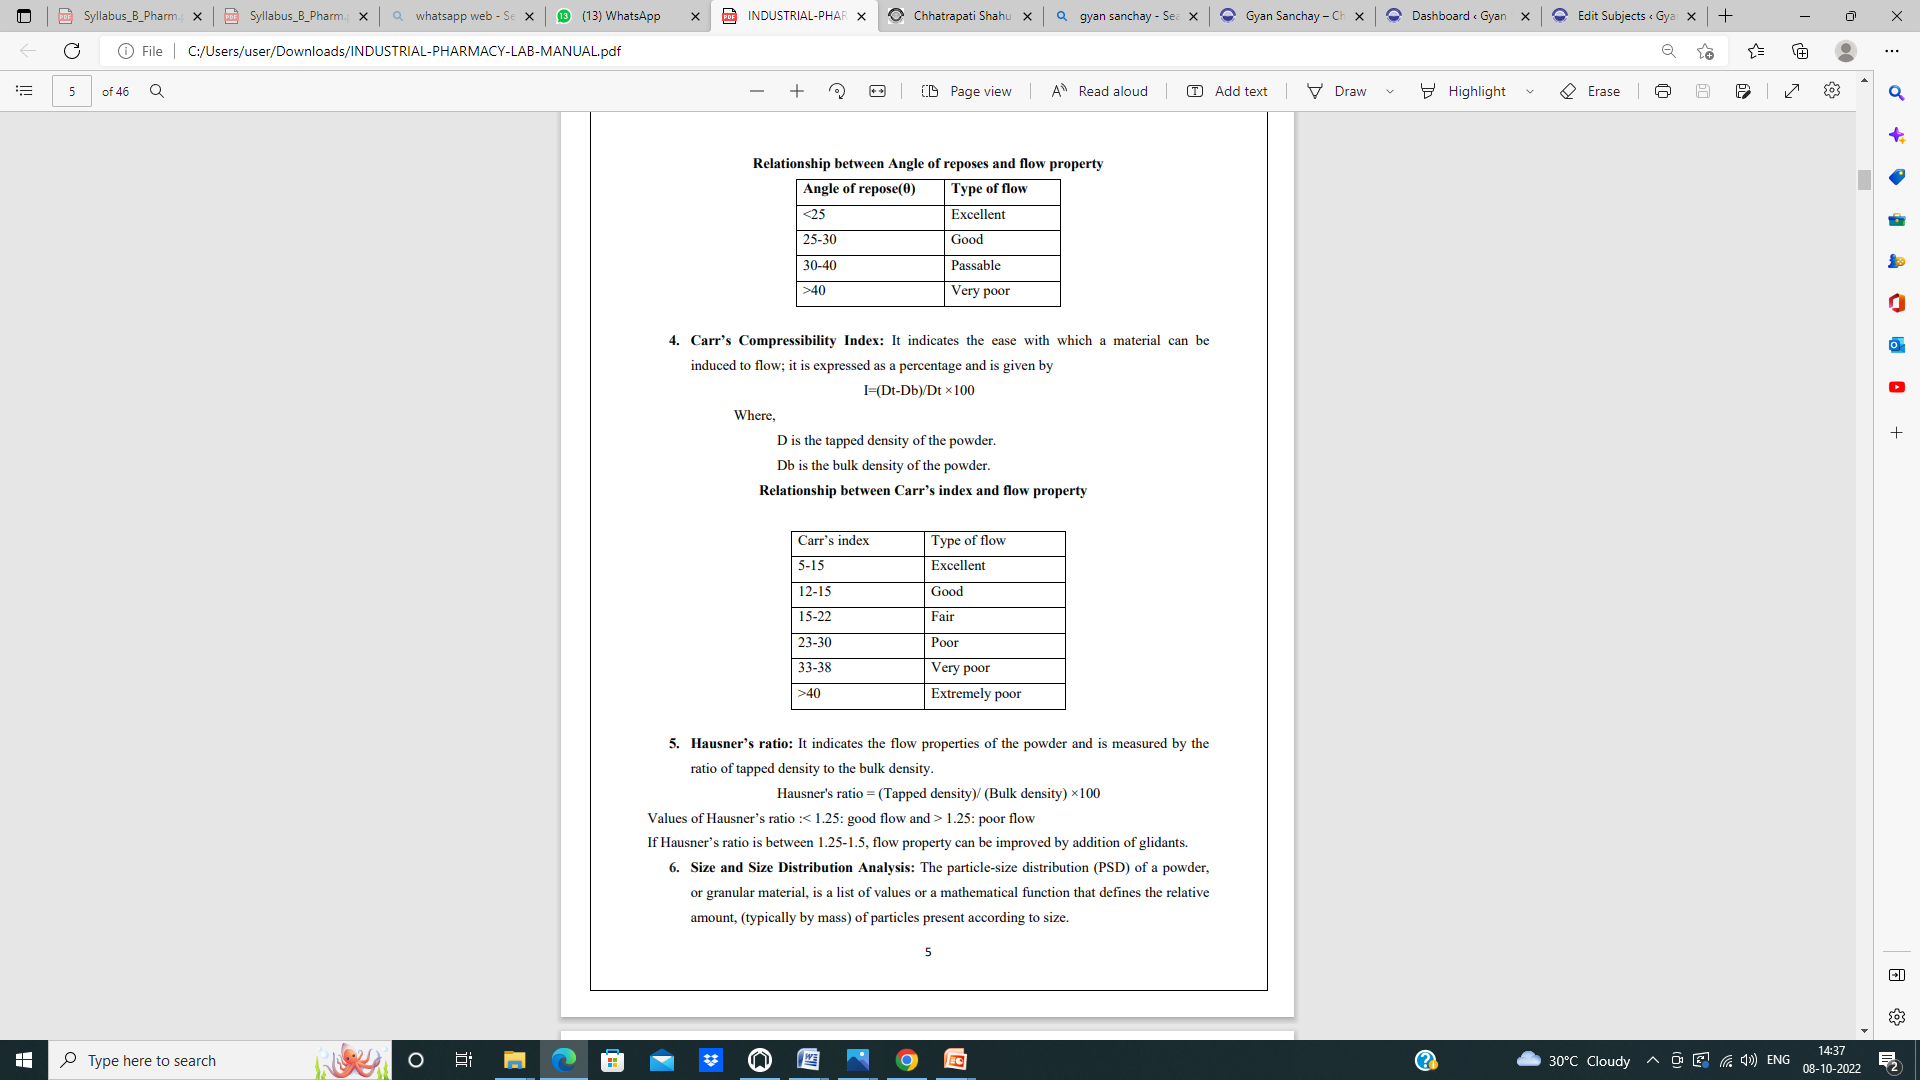 Syllabus_B_Pharm.
Syllabus_B_Pharm.
whatsapp web - Se
(13) WhatsApp
INDUSTRIAL-PHAR
Chhatrapati Shahu
gyan sanchay - Sea
Gyan Sanchay – Ch
Dashboard ‹ Gyan
Edit Subjects ‹ Gya
File C:/Users/user/Downloads/INDUSTRIAL-PHARMACY-LAB-MANUAL.pdf
5 of 46 Page view Read aloud Add text Draw Highlight Erase
Relationship between Angle of reposes and flow property
Angle of repose(θ) Type of flow
<25 Excellent
25-30 Good
30-40 Passable
>40 Very poor
4. Carr’s Compressibility Index: It indicates the ease with which a material can be
induced to flow; it is expressed as a percentage and is given by
I=(Dt-Db)/Dt ×100
Where,
D is the tapped density of the powder.
Db is the bulk density of the powder.
Relationship between Carr’s index and flow property
Carr’s index Type of flow
5-15 Excellent
12-15 Good
15-22 Fair
23-30 Poor
33-38 Very poor
>40 Extremely poor
5. Hausner’s ratio: It indicates the flow properties of the powder and is measured by the
ratio of tapped density to the bulk density.
Hausner's ratio = (Tapped density)/ (Bulk density) ×100
Values of Hausner’s ratio :< 1.25: good flow and > 1.25: poor flow
If Hausner’s ratio is between 1.25-1.5, flow property can be improved by addition of glidants.
6. Size and Size Distribution Analysis: The particle-size distribution (PSD) of a powder,
or granular material, is a list of values or a mathematical function that defines the relative
amount, (typically by mass) of particles present according to size.
5
Type here to search
30°C Cloudy
ENG
14:37
08-10-2022
2